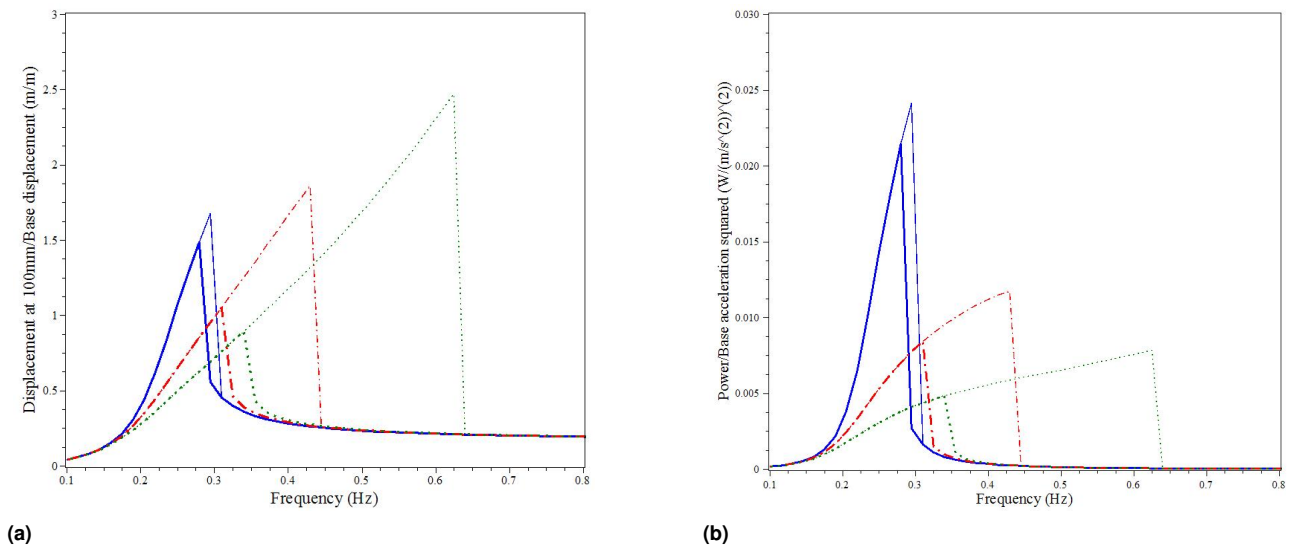 Displacement at 100mm/Base displacement (m/m)
3
2.5
2
1.5
1
0.5
0
0.1 0.2 0.3 0.4 0.5 0.6 0.7 0.8
Frequency (Hz)
(a)
Power/Base acceleration squared (W/(m/s^(2))^(2))
0.030
0.025
0.020
0.015
0.010
0.005
0
0.1 0.2 0.3 0.4 0.5 0.6 0.7 0.8
Frequency (Hz)
(b)